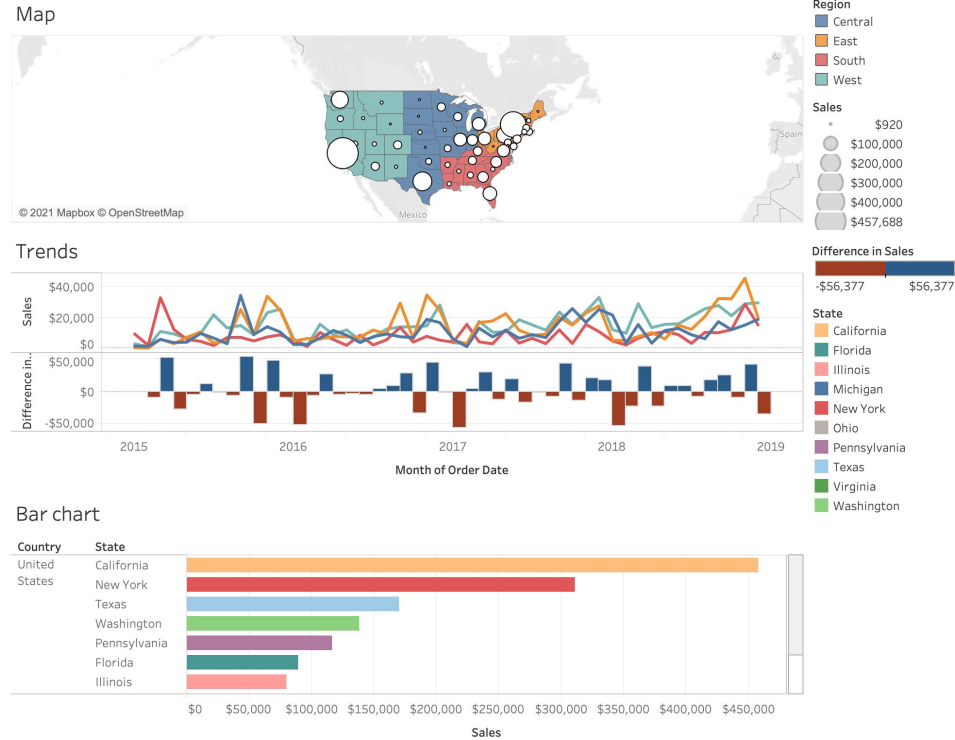 Map
Spain
Mexico
© 2021 Mapbox © OpenStreetMap
Region
Central
East
South
West
Sales
$920
$100,000
$200,000
$300,000
$400,000
$457,688
Trends
Sales
$40,000
$20,000
$0
Difference in..
$50,000
$0
-$50,000
2015 2016 2017 2018 2019
Month of Order Date
Difference in Sales
-$56,377 $56,377
State
California
Florida
Illinois
Michigan
New York
Ohio
Pennsylvania
Texas
Virginia
Washington
Bar chart
Country State
United States
California
New York
Texas
Washington
Pennsylvania
Florida
Illinois
$0 $50,000 $100,000 $150,000 $200,000 $250,000 $300,000 $350,000 $400,000 $450,000
Sales